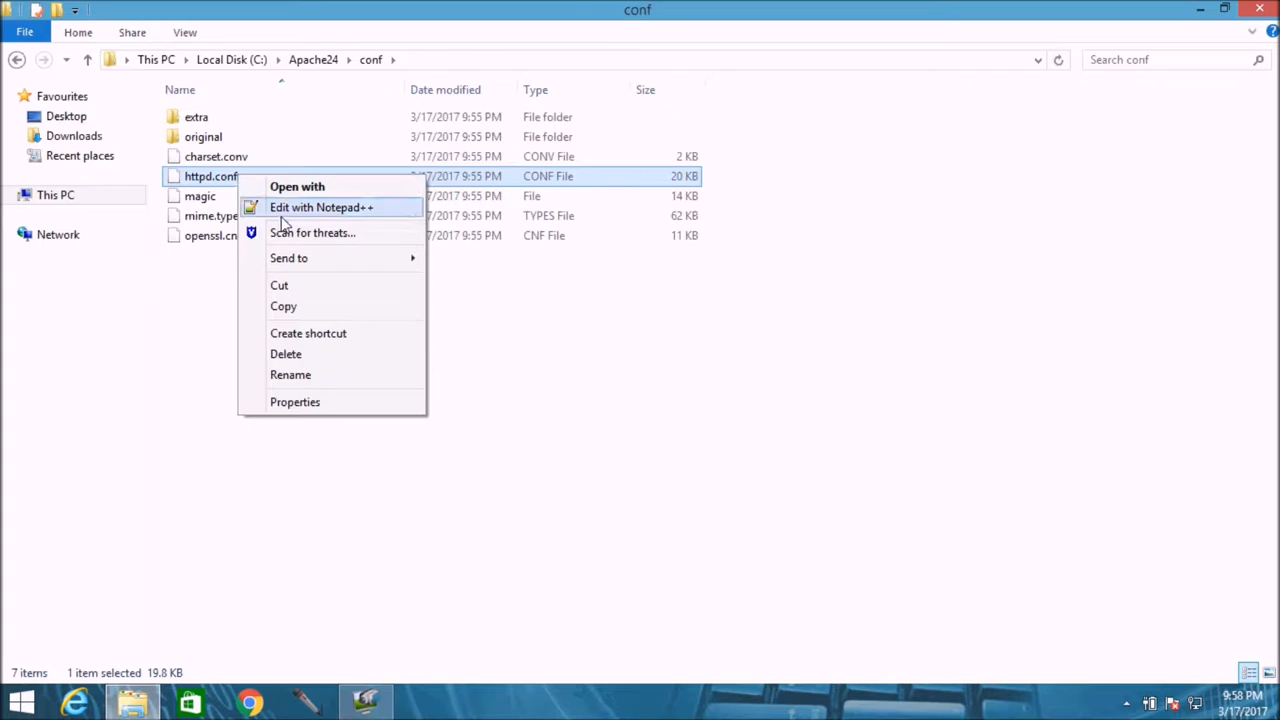 conf
File Home Share View
This PC Local Disk (C:) Apache24 conf Search conf
Name Date modified Type Size
Favourites
Desktop
Downloads
Recent places
This PC
Network
extra 3/17/2017 9:55 PM File folder
original 3/17/2017 9:55 PM File folder
charset.conv 3/17/2017 9:55 PM CONV File 2 KB
httpd.conf 3/17/2017 9:55 PM CONF File 20 KB
magic /17/2017 9:55 PM File 14 KB
mime.type /17/2017 9:55 PM TYPES File 62 KB
openssl.cn /17/2017 9:55 PM CNF File 11 KB
Open with
Edit with Notepad++
Scan for threats...
Send to
Cut
Copy
Create shortcut
Delete
Rename
Properties
7 items 1 item selected 19.8 KB
9:58 PM
3/17/2017